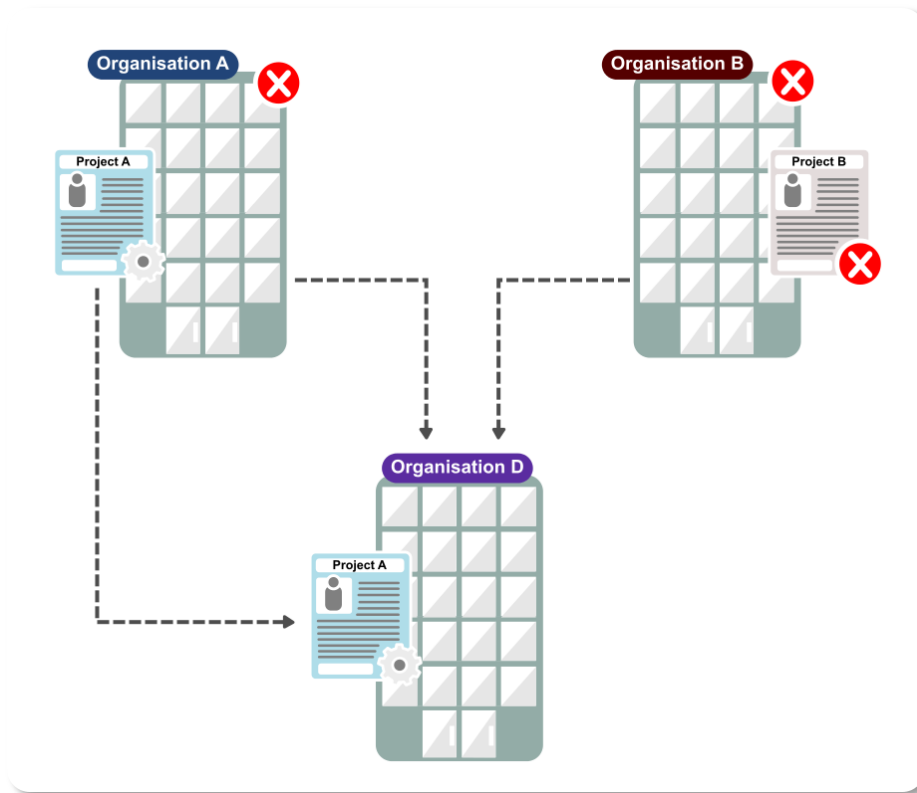 Organisation A
Organisation B
Project A
Project B
Organisation D
Project A